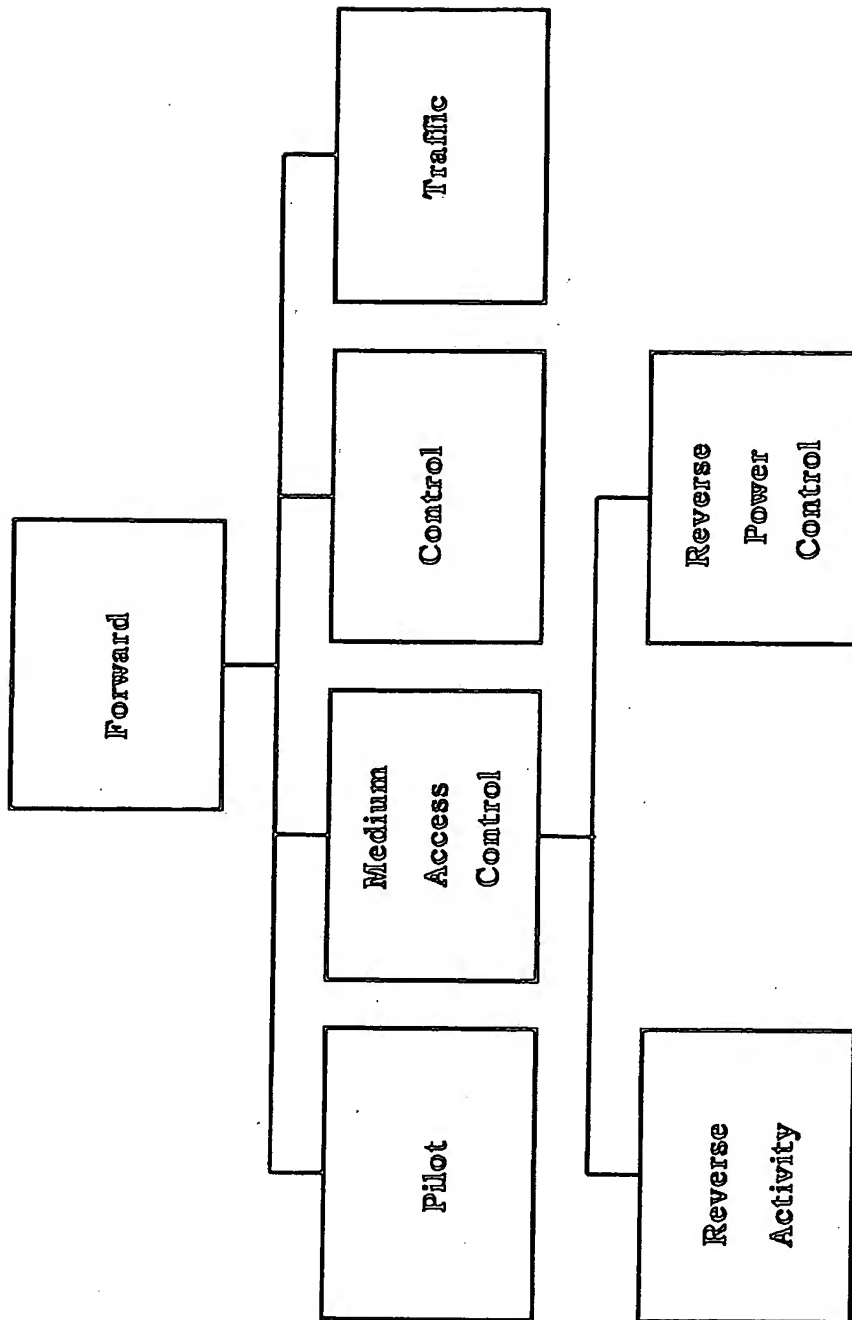 Forward
Pilot
Medium
Access
Control
Control
Traffic
Reverse
Activity
Reverse
Power
Control